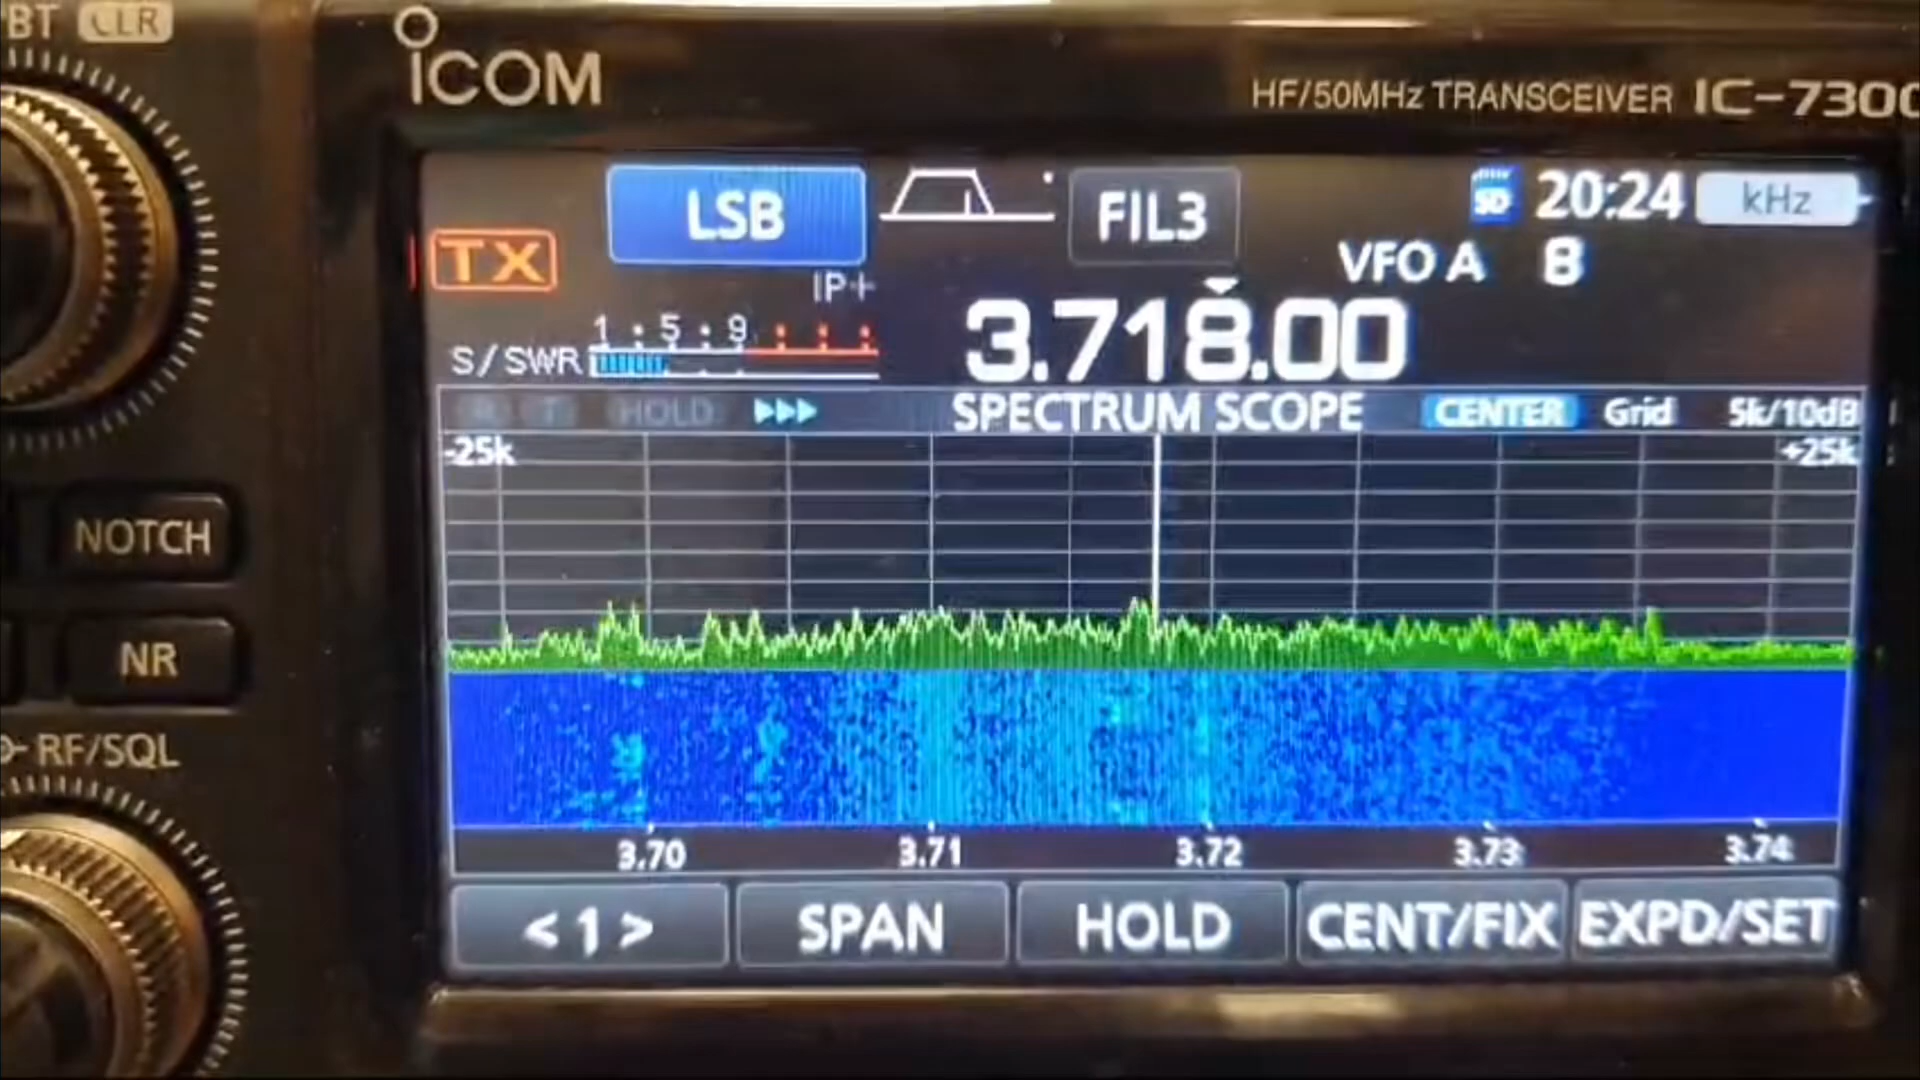 BT CLR
ICOM
HF/50MHz TRANSCEIVER IC-7300
LSB
FIL3
SD
20:24
kHz
TX
IP+
VFO A 8
3.718.00
1 5 9
S/SWR
HOLD
SPECTRUM SCOPE
CENTER
Grid
5k/10dB
-25k
+25k
NOTCH
NR
RF/SQL
3.70 3.71 3.72 3.73 3.74
<1>
SPAN
HOLD
CENT/FIX
EXPD/SET